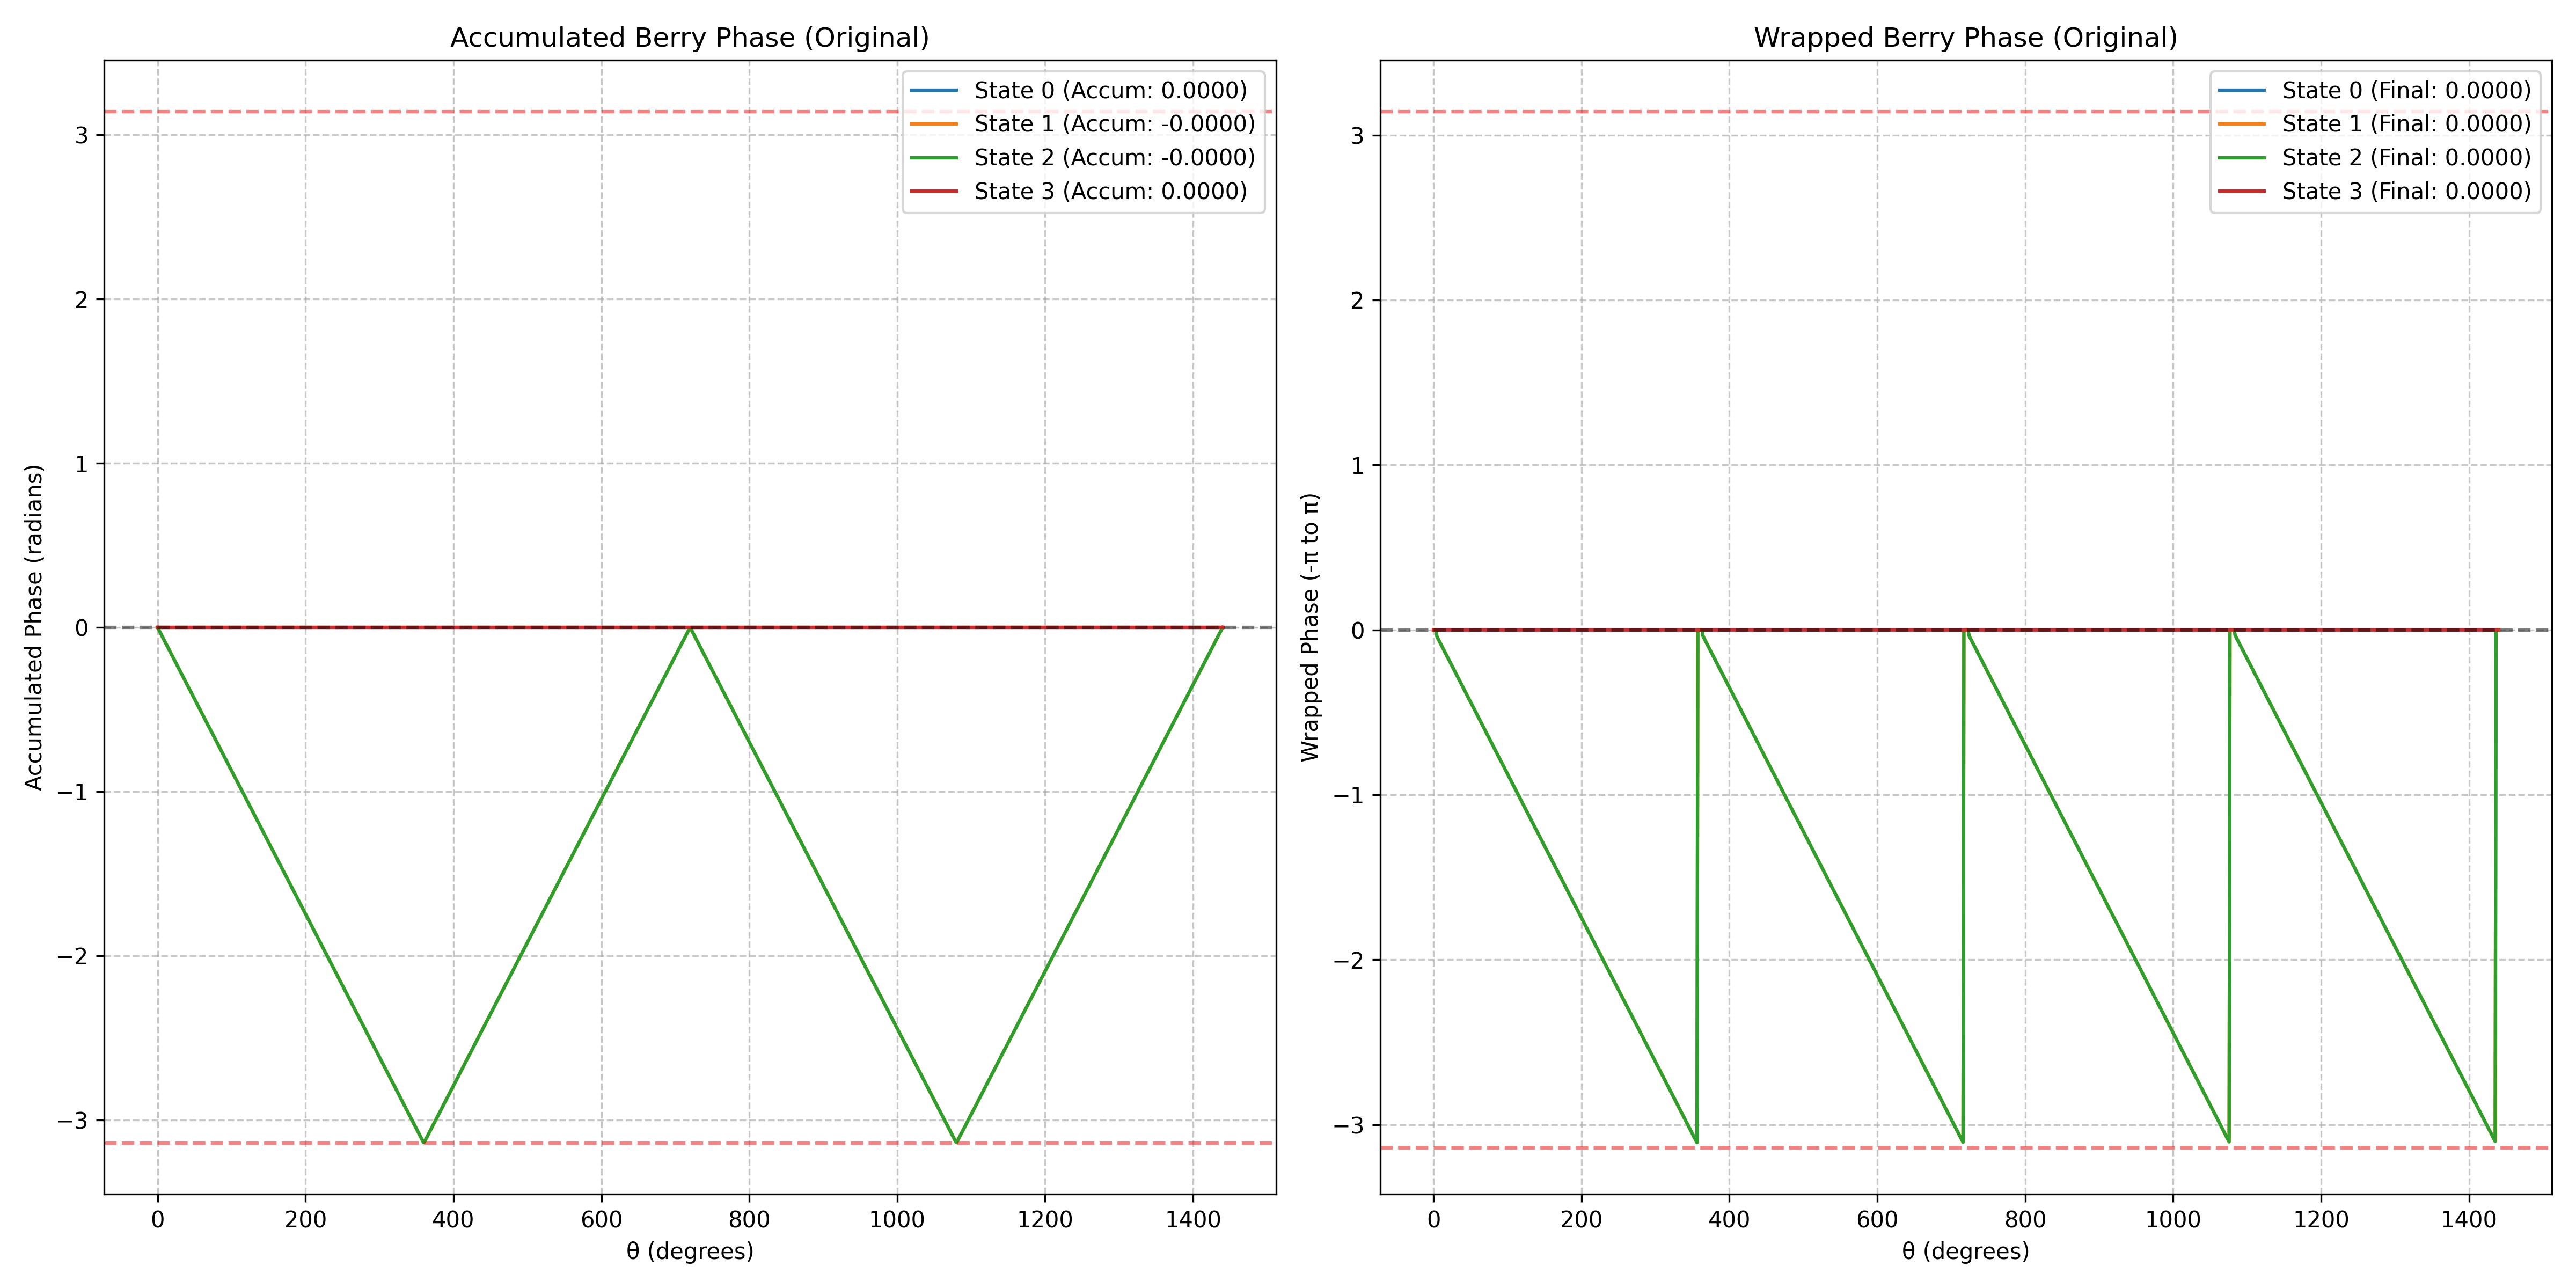 Accumulated Berry Phase (Original)
State 0 (Accum: 0.0000)
State 1 (Accum: -0.0000)
State 2 (Accum: -0.0000)
State 3 (Accum: 0.0000)
3
2
1
0
−1
−2
−3
Accumulated Phase (radians)
0 200 400 600 800 1000 1200 1400
θ (degrees)
Wrapped Berry Phase (Original)
State 0 (Final: 0.0000)
State 1 (Final: 0.0000)
State 2 (Final: 0.0000)
State 3 (Final: 0.0000)
3
2
1
0
−1
−2
−3
Wrapped Phase (-π to π)
0 200 400 600 800 1000 1200 1400
θ (degrees)